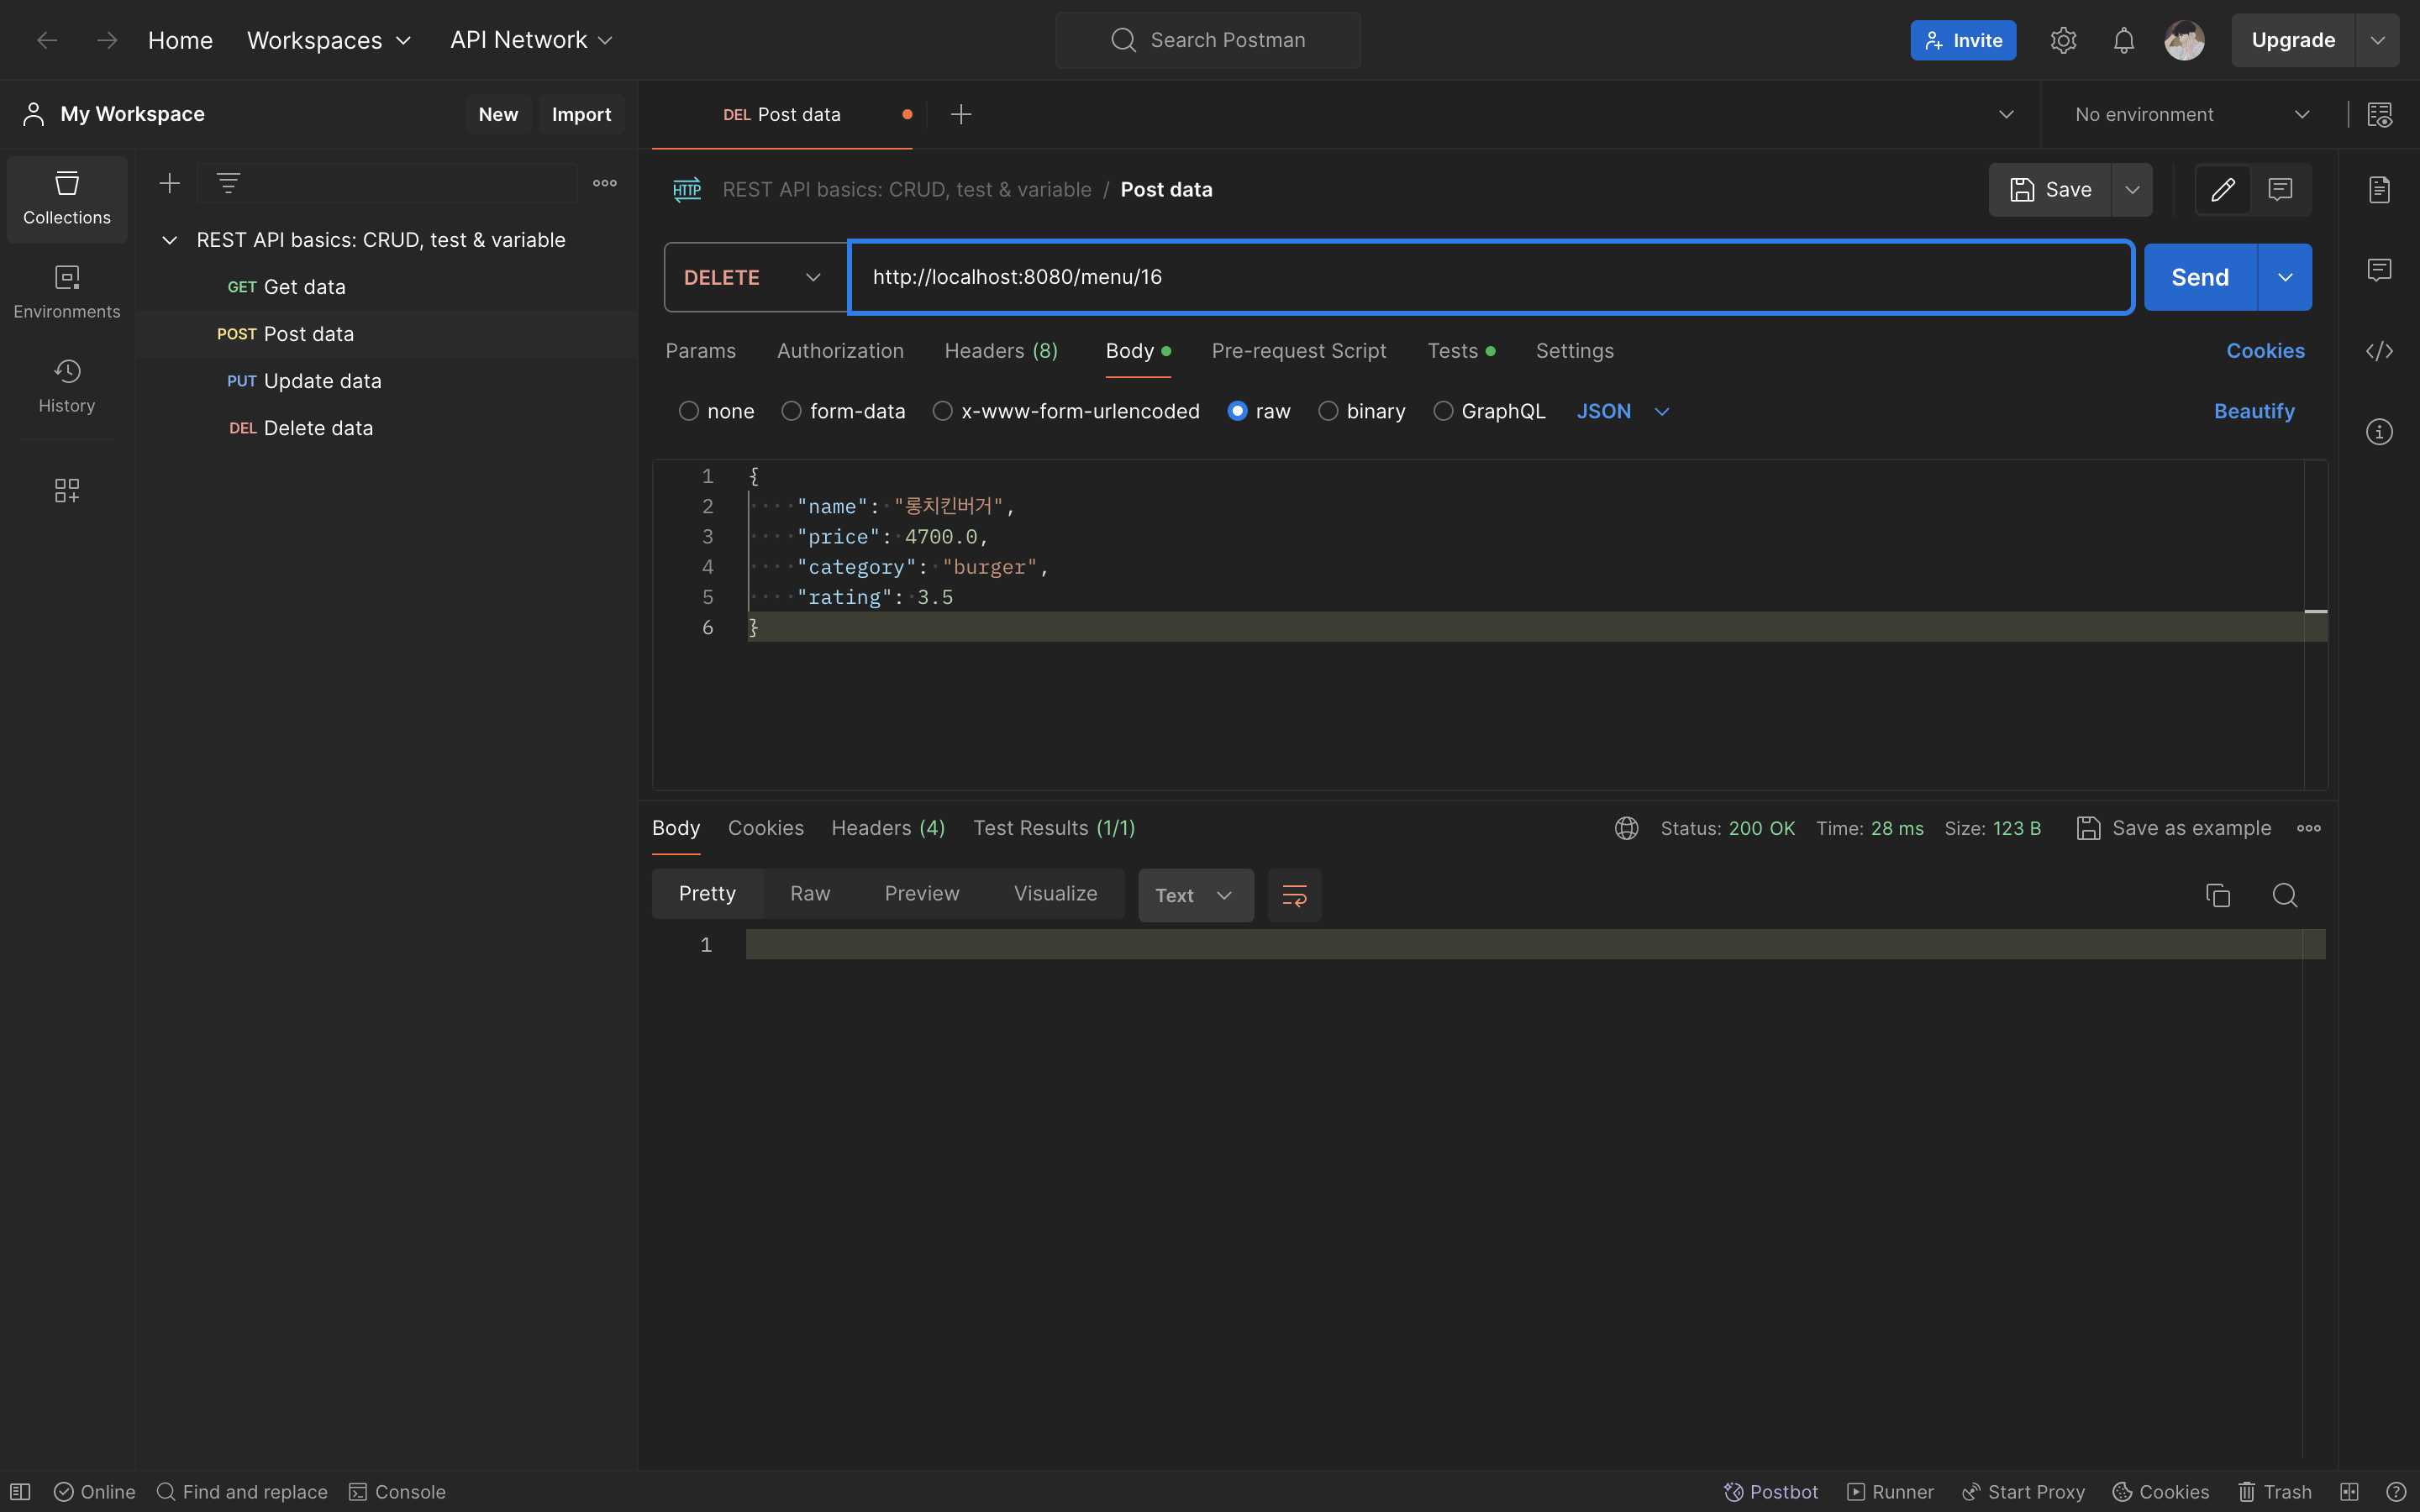 Home Workspaces API Network Search Postman Invite Upgrade
My Workspace New Import DEL Post data No environment
Collections
HTTP REST API basics: CRUD, test & variable / Post data Save
REST API basics: CRUD, test & variable
GET Get data
Environments
DELETE http://localhost:8080/menu/16 Send
POST Post data
Params Authorization Headers (8) Body Pre-request Script Tests Settings Cookies
PUT Update data
History
none form-data x-www-form-urlencoded raw binary GraphQL JSON Beautify
DEL Delete data
1 {
2 "name": "롱치킨버거",
3 "price": 4700.0,
4 "category": "burger",
5 "rating": 3.5
6 }
Body Cookies Headers (4) Test Results (1/1) Status: 200 OK Time: 28 ms Size: 123 B Save as example
Pretty Raw Preview Visualize Text
1
Online Find and replace Console Postbot Runner Start Proxy Cookies Trash